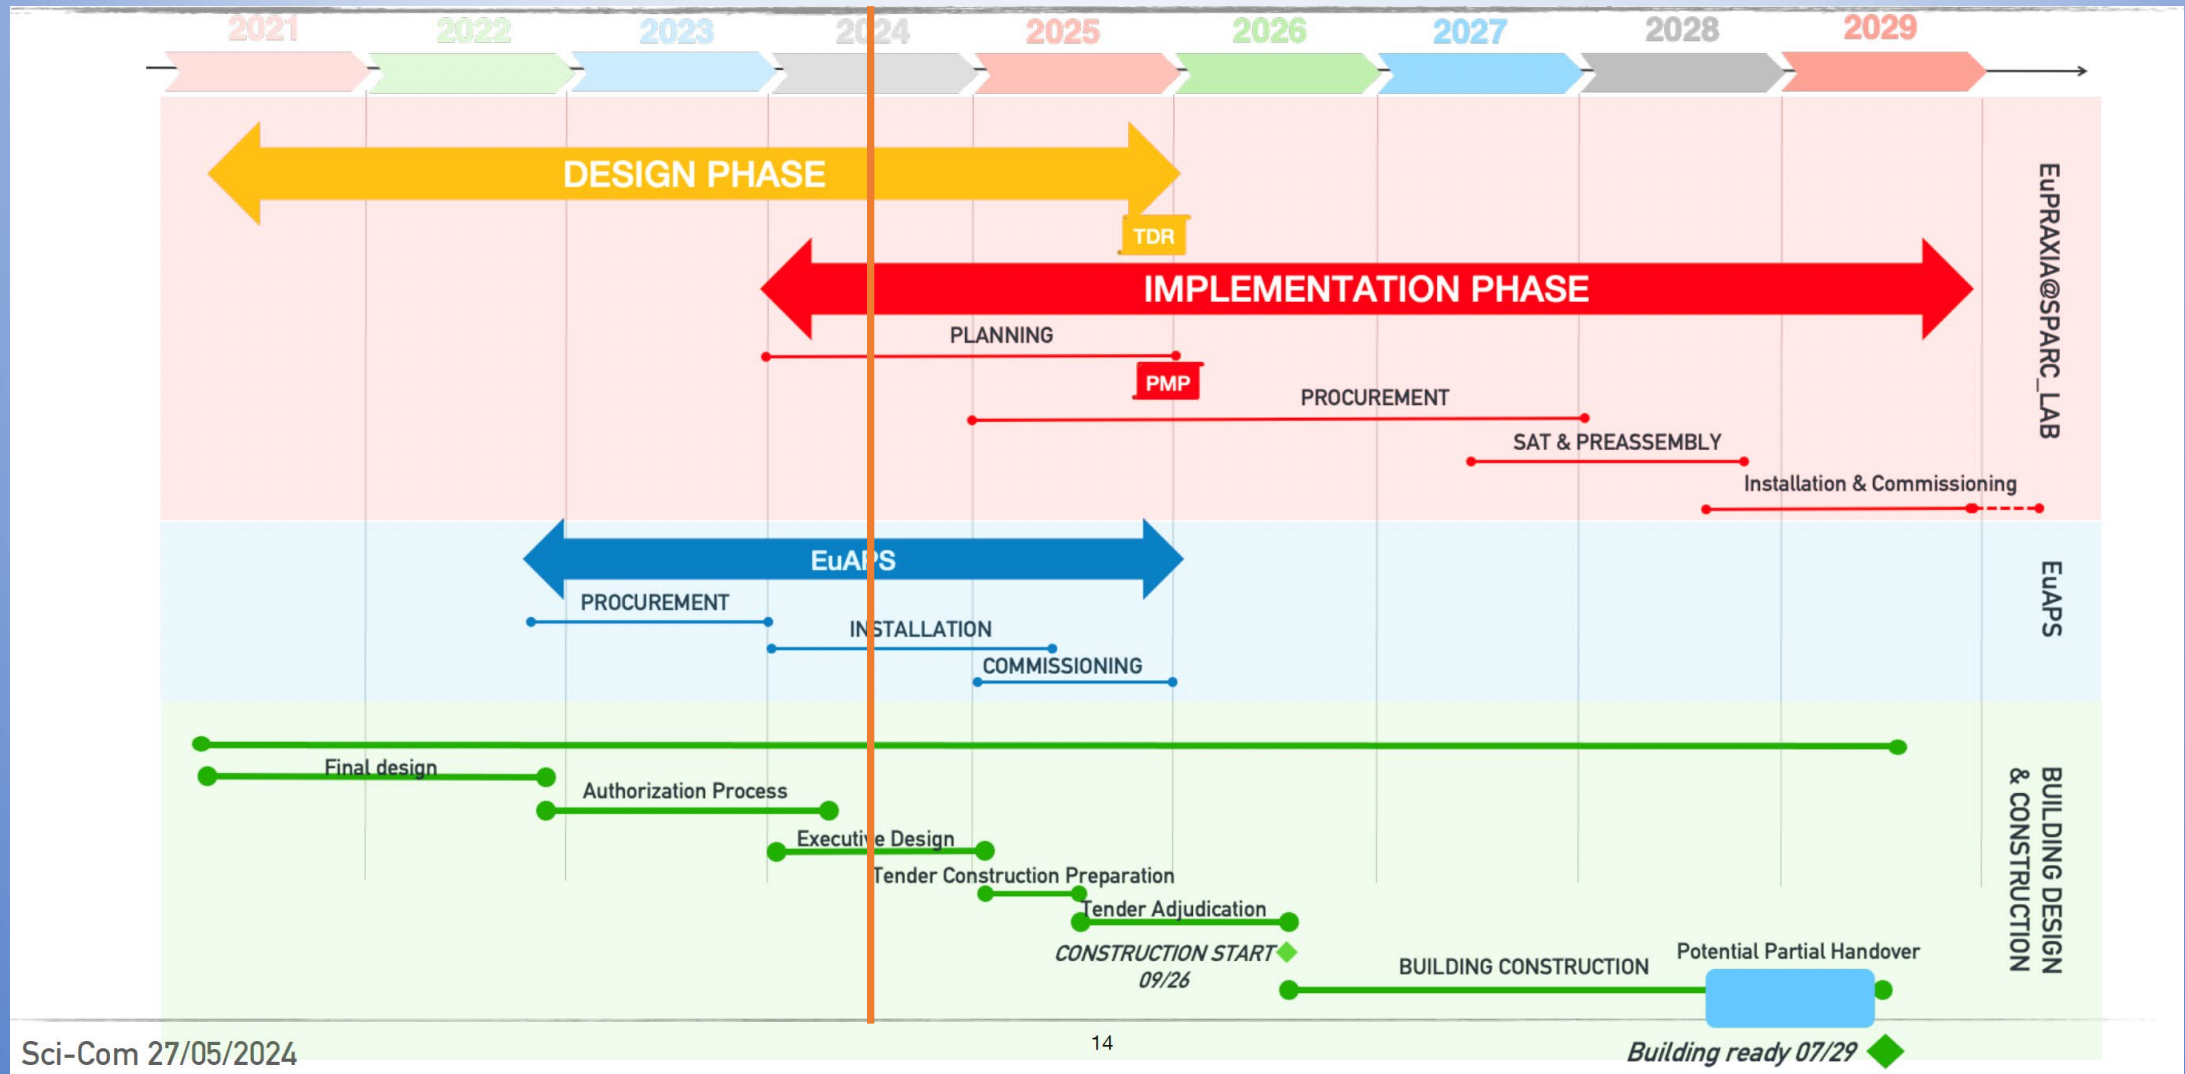 2021
2022
2023
2024
2025
2026
2027
2028
2029
DESIGN PHASE
TDR
IMPLEMENTATION PHASE
PLANNING
PMP
PROCUREMENT
SAT & PREASSEMBLY
Installation & Commissioning
EuPRAXIA@SPARC_LAB
EuAPS
PROCUREMENT
INSTALLATION
COMMISSIONING
EuAPS
Final design
Authorization Process
Executive Design
Tender Construction Preparation
Tender Adjudication
CONSTRUCTION START
09/26
BUILDING CONSTRUCTION
Potential Partial Handover
Building ready 07/29
BUILDING DESIGN
& CONSTRUCTION
Sci-Com 27/05/2024
14